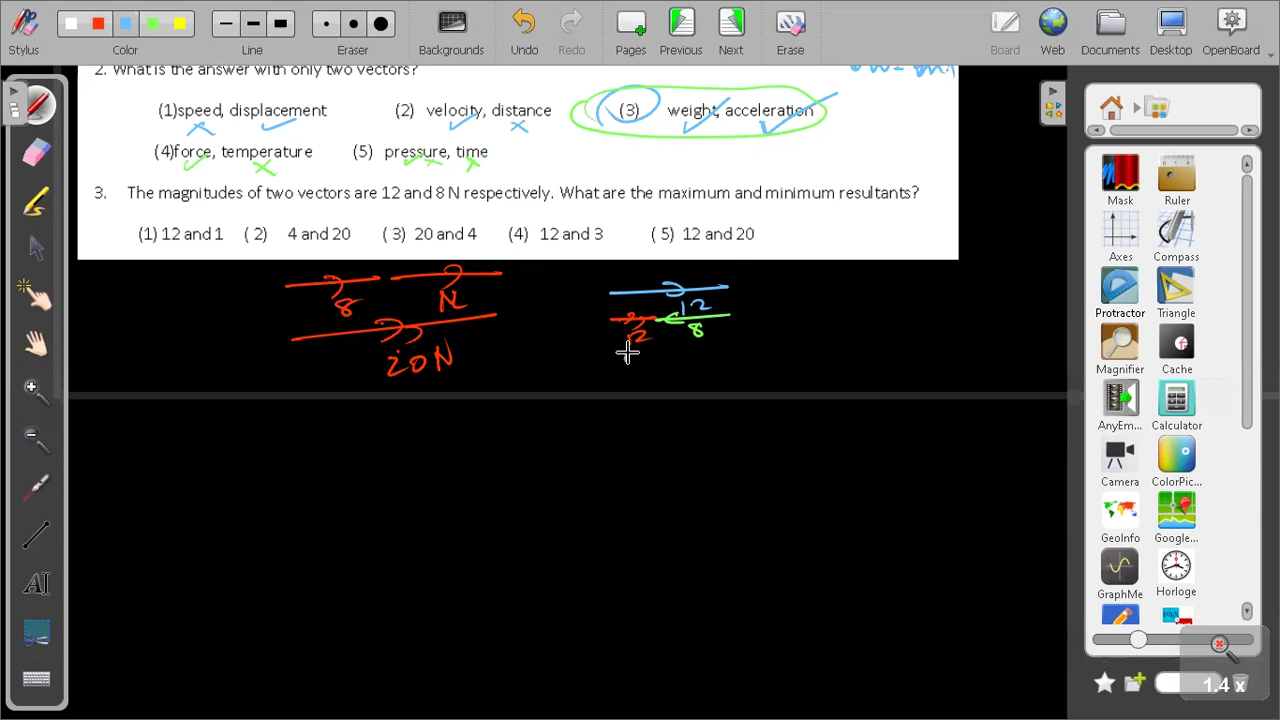 Stylus Color Line Eraser Backgrounds Undo Redo Pages Previous Next Erase Board Web Documents Desktop OpenBoard
2. What is the answer with only two vectors?
(1)speed, displacement (2) velocity, distance (3) weight, acceleration
(4)force, temperature (5) pressure, time
3. The magnitudes of two vectors are 12 and 8 N respectively. What are the maximum and minimum resultants?
(1) 12 and 1 ( 2) 4 and 20 ( 3) 20 and 4 (4) 12 and 3 ( 5) 12 and 20
8
12
8
12
20N
Mask Ruler
Axes Compass
Protractor Triangle
Magnifier Cache
AnyEm... Calculator
Camera ColorPic...
GeoInfo Google...
GraphMe Horloge
1.4 x